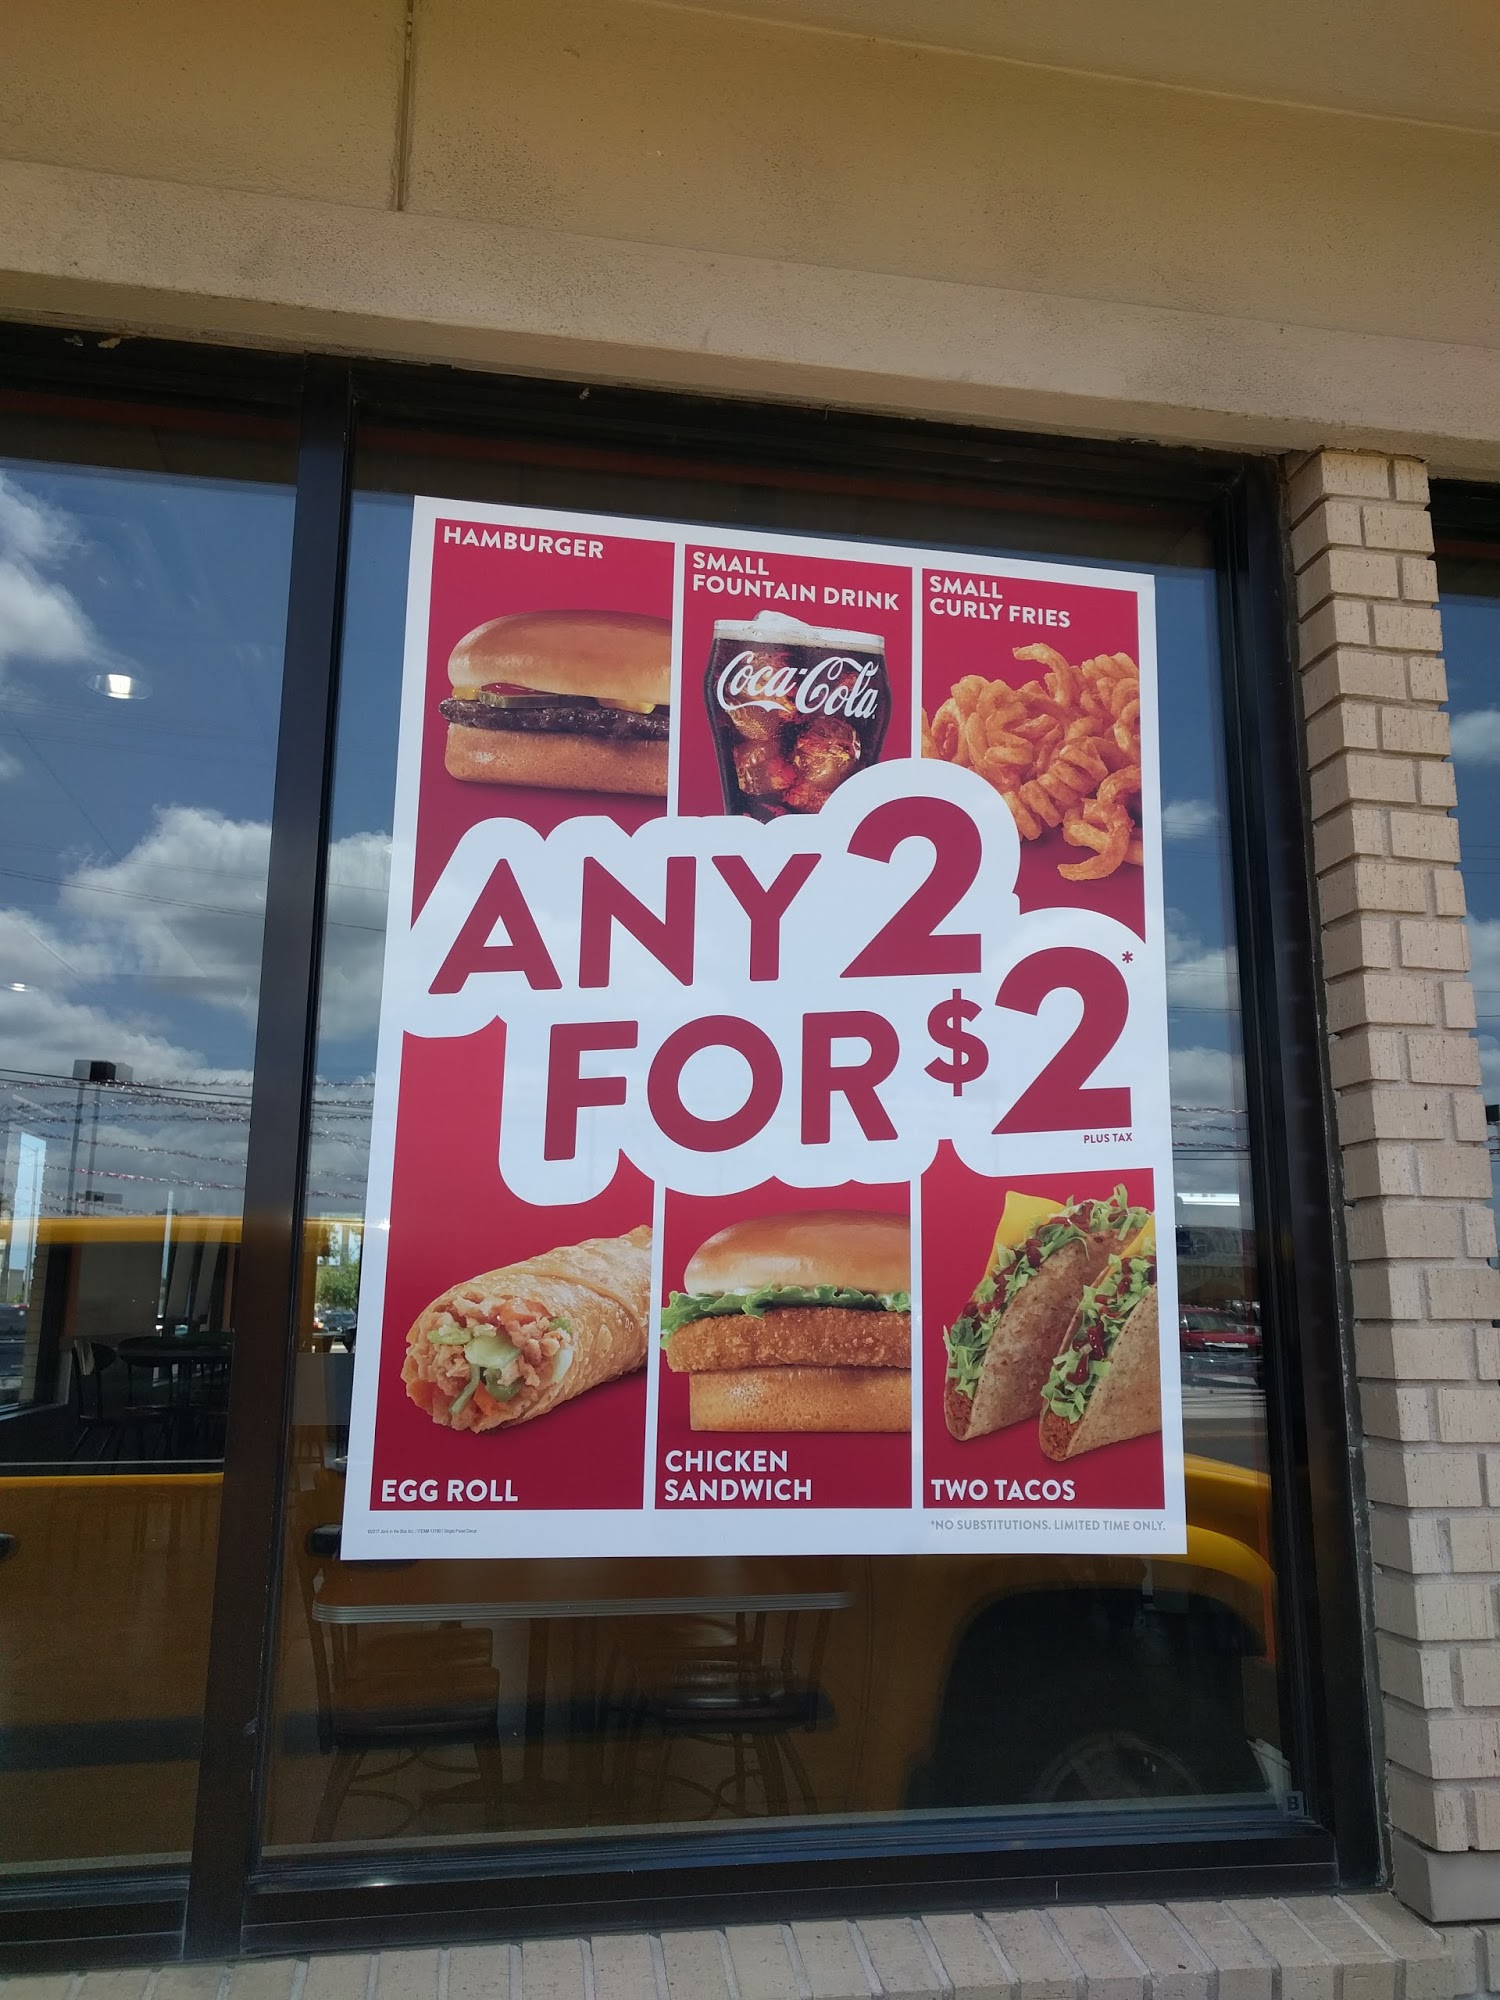 HAMBURGER
SMALL
FOUNTAIN DRINK
SMALL
CURLY FRIES
Coca-Cola
ANY 2
FOR $2*
PLUS TAX
EGG ROLL
CHICKEN
SANDWICH
TWO TACOS
*NO SUBSTITUTIONS. LIMITED TIME ONLY.